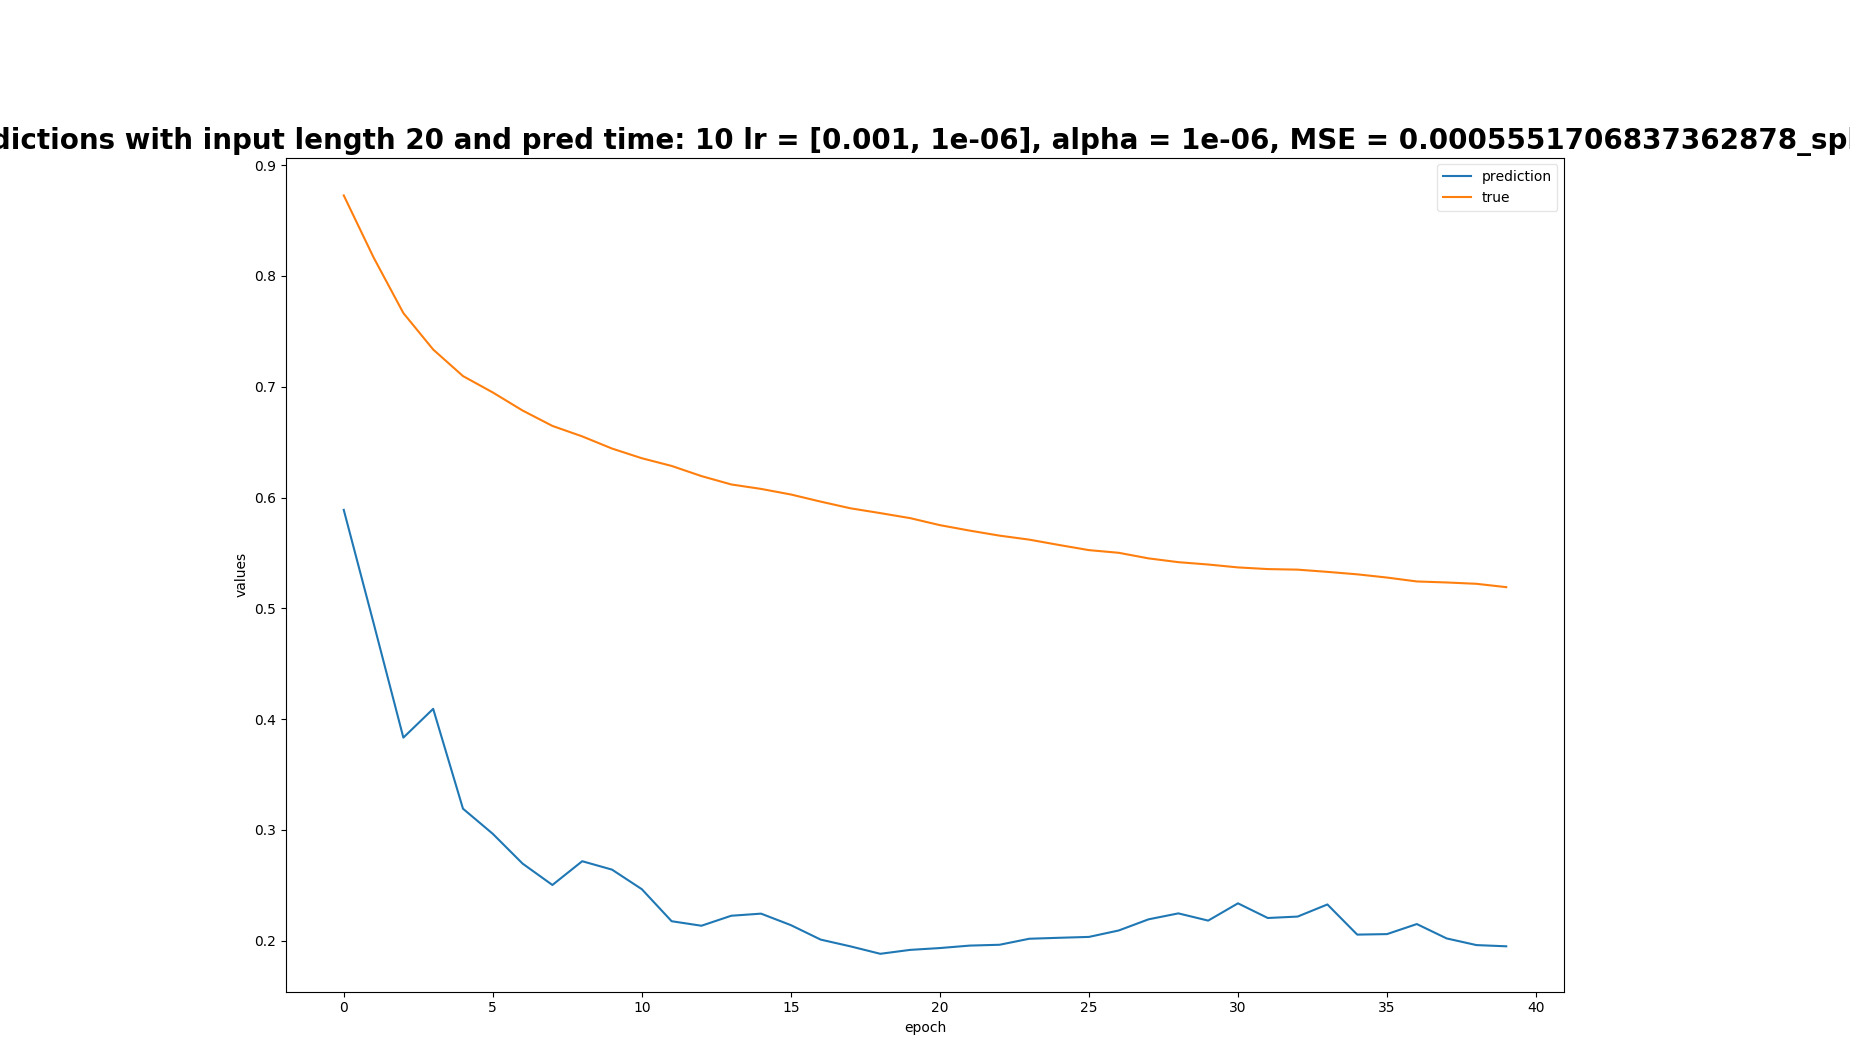 dictions with input length 20 and pred time: 10 lr = [0.001, 1e-06], alpha = 1e-06, MSE = 0.0005551706837362878_spl
prediction
true
0.9
0.8
0.7
0.6
0.5
0.4
0.3
0.2
values
0 5 10 15 20 25 30 35 40
epoch